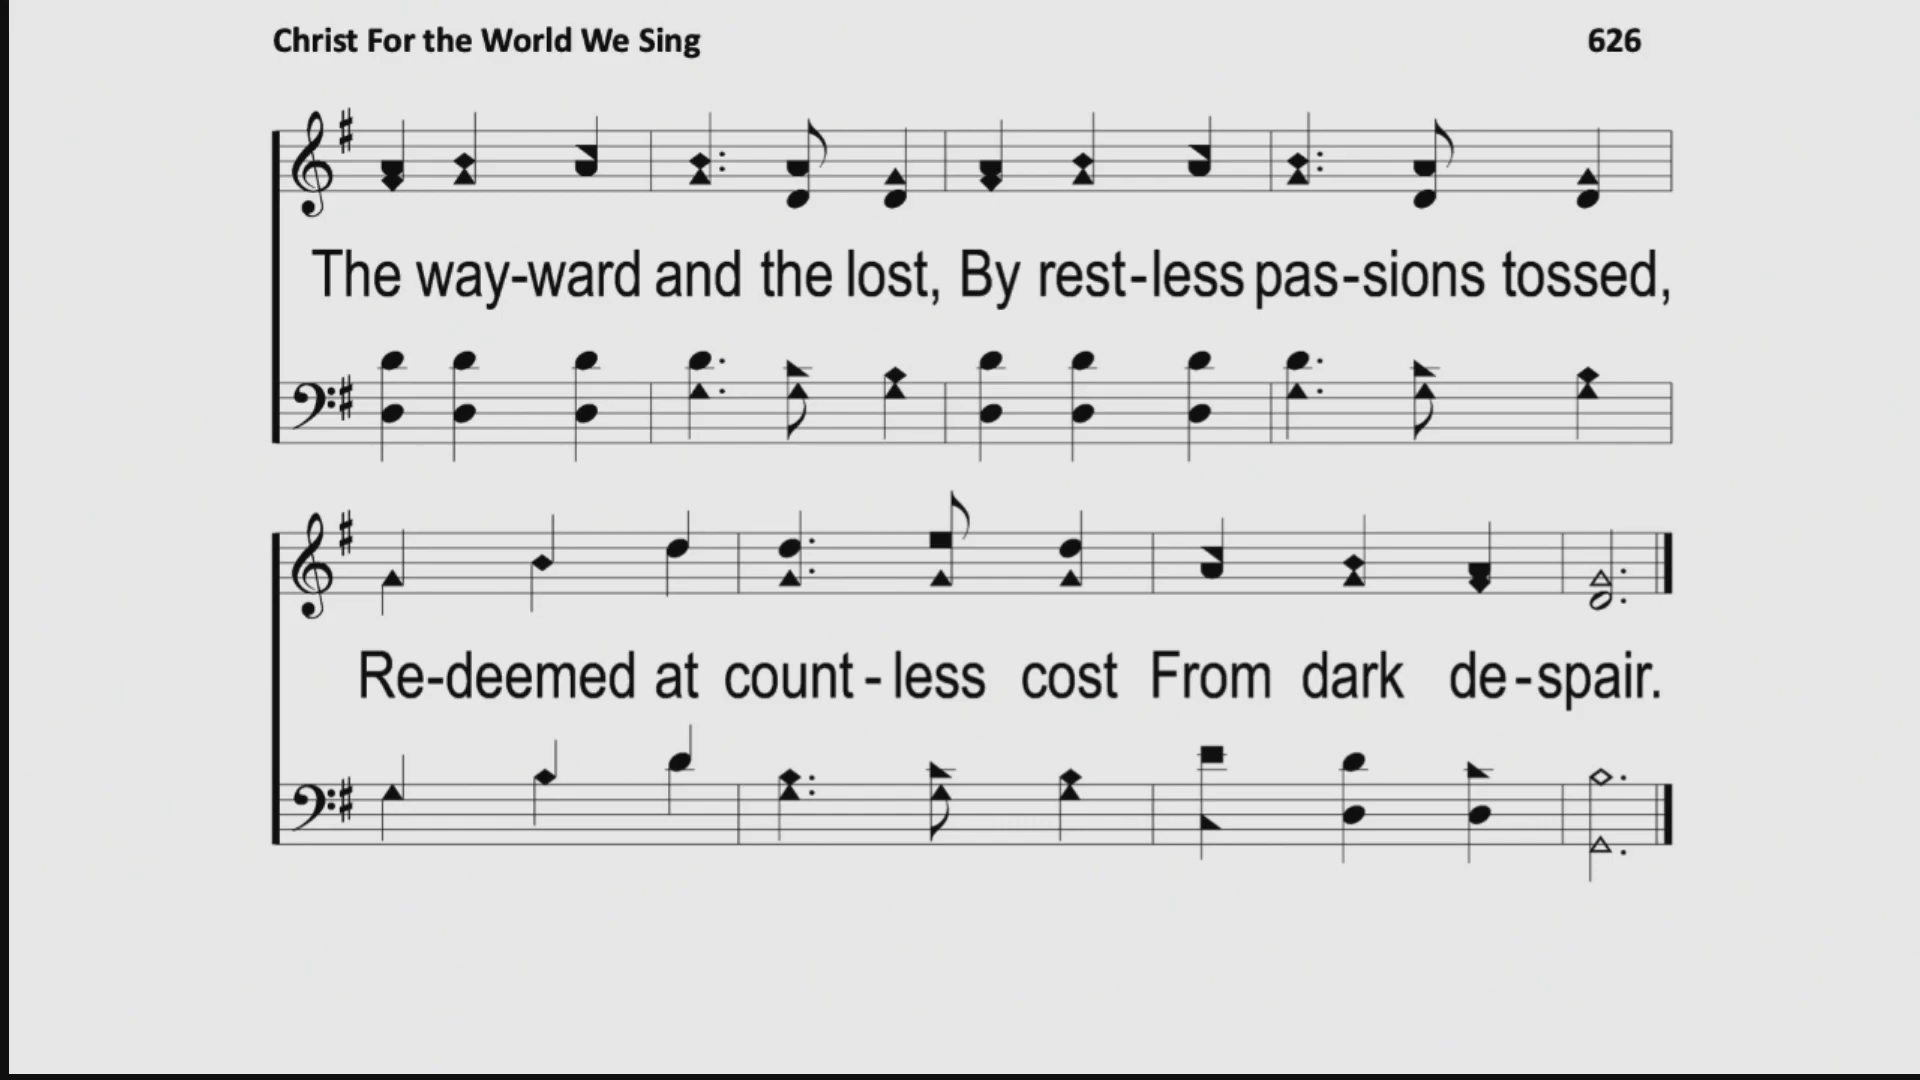 Christ For the World We Sing 626
The way-ward and the lost, By rest-less pas-sions tossed,
Re-deemed at count-less cost From dark de-spair.